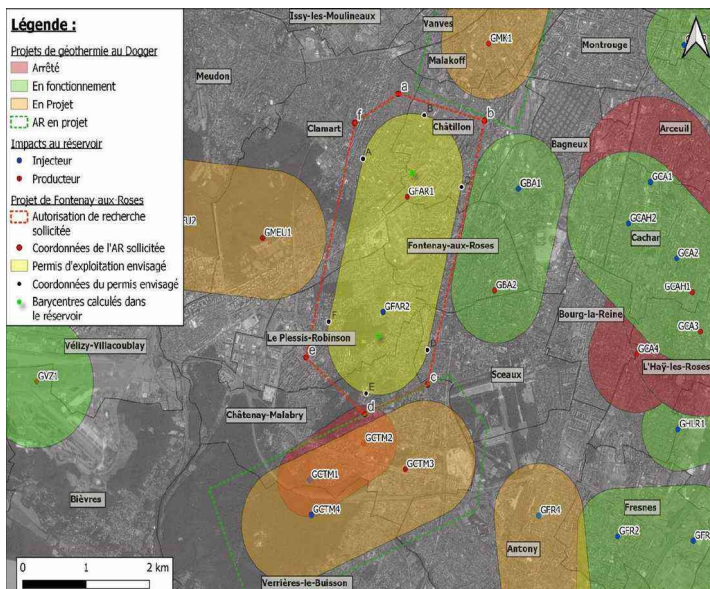 Légende :
Projets de géothermie au Dogger
Arrêté
En fonctionnement
En Projet
AR en projet
Impacts au réservoir
Injecteur
Producteur
Projet de Fontenay aux Roses
Autorisation de recherche
sollicitée
Coordonnées de l'AR sollicitée
Permis d'exploitation envisagé
Coordonnées du permis envisagé
Barycentres calculés dans
le réservoir
Issy-les-Moulineaux
Vanves
GMK1
Montrouge
Malakoff
Meudon
a
b
f
B
Châtillon
Clamart
Bagneux
Arceuil
A
GFAR1
GBA1
GCA1
GCAH2
Cachar
GMEU1
Fontenay-aux-Roses
GCA2
GBA2
GCAH1
F
GFAR2
Bourg-la-Reine
GCA3
Le Plessis-Robinson
e
D
GCA4
L'Haÿ-les-Roses
Vélizy-Villacoublay
GVZ1
Sceaux
c
E
Châtenay-Malabry
d
GHLR1
GCTM2
GCTM3
GCTM1
Bièvres
GCTM4
GFR4
Fresnes
GFR2
Antony
Verrières-le-Buisson
0 1 2 km